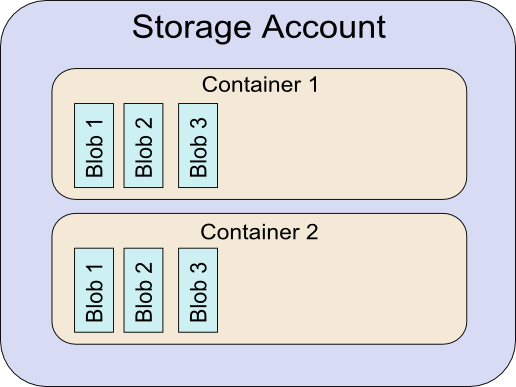 Storage Account
Container 1
Blob 1
Blob 2
Blob 3
Container 2
Blob 1
Blob 2
Blob 3